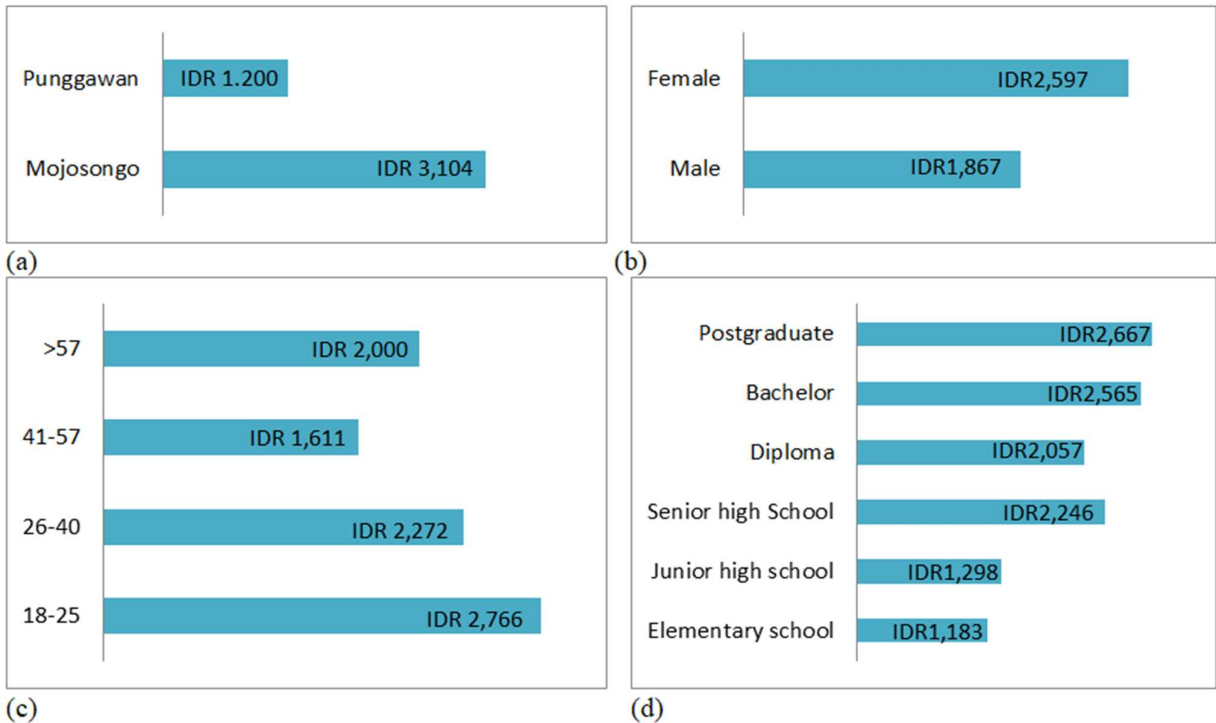 Punggawan IDR 1.200
Mojosongo IDR 3,104
(a)
Female IDR2,597
Male IDR1,867
(b)
>57 IDR 2,000
41-57 IDR 1,611
26-40 IDR 2,272
18-25 IDR 2,766
(c)
Postgraduate IDR2,667
Bachelor IDR2,565
Diploma IDR2,057
Senior high School IDR2,246
Junior high school IDR1,298
Elementary school IDR1,183
(d)